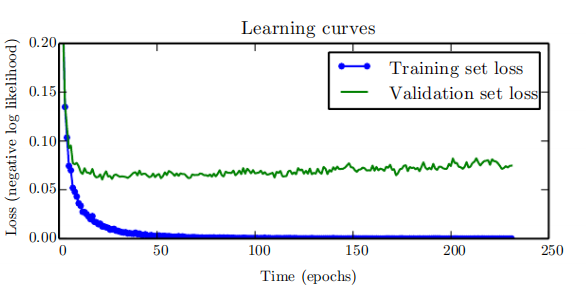 Learning curves
Loss (negative log likelihood)
0.20
0.15
0.10
0.05
0.00
Training set loss
Validation set loss
0 50 100 150 200 250
Time (epochs)